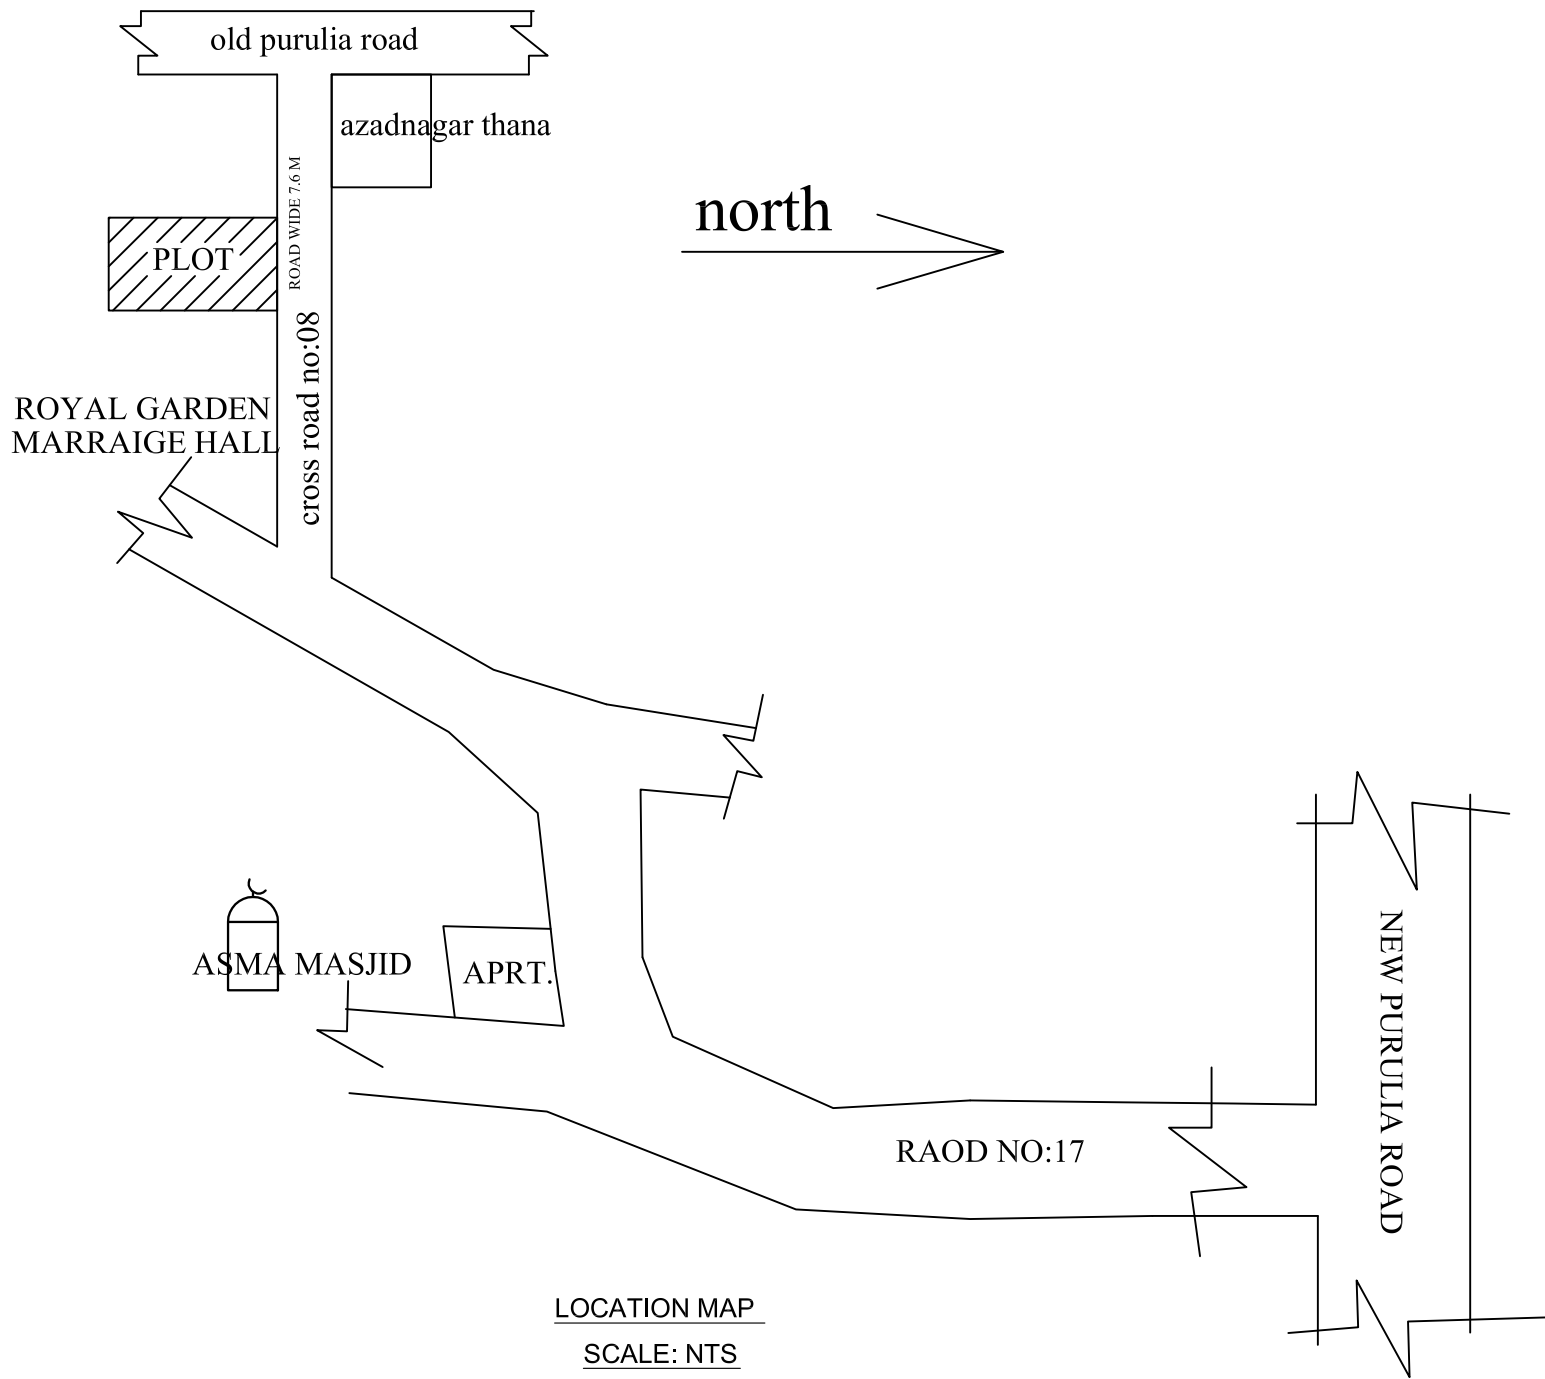 old purulia road
azadnagar thana
ROAD WIDE 7.6 M
north
PLOT
cross road no:08
ROYAL GARDEN
MARRAIGE HALL
ASMA MASJID
APRT.
NEW PURULIA ROAD
RAOD NO:17
LOCATION MAP
SCALE: NTS